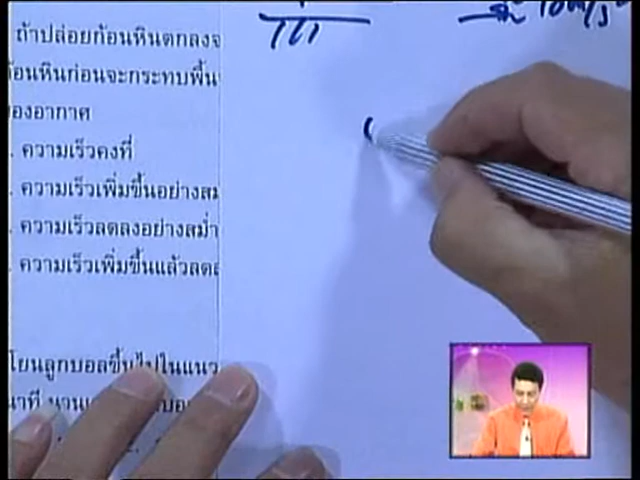 ถ้าปล่อยก้อนหินตกลงจ
ก้อนหินก่อนจะกระทบพื้น
ของอากาศ
. ความเร็วคงที่
. ความเร็วเพิ่มขึ้นอย่างสม
. ความเร็วลดลงอย่างสม่ำ
. ความเร็วเพิ่มขึ้นแล้วลด
โยนลูกบอลขึ้นไปในแนว